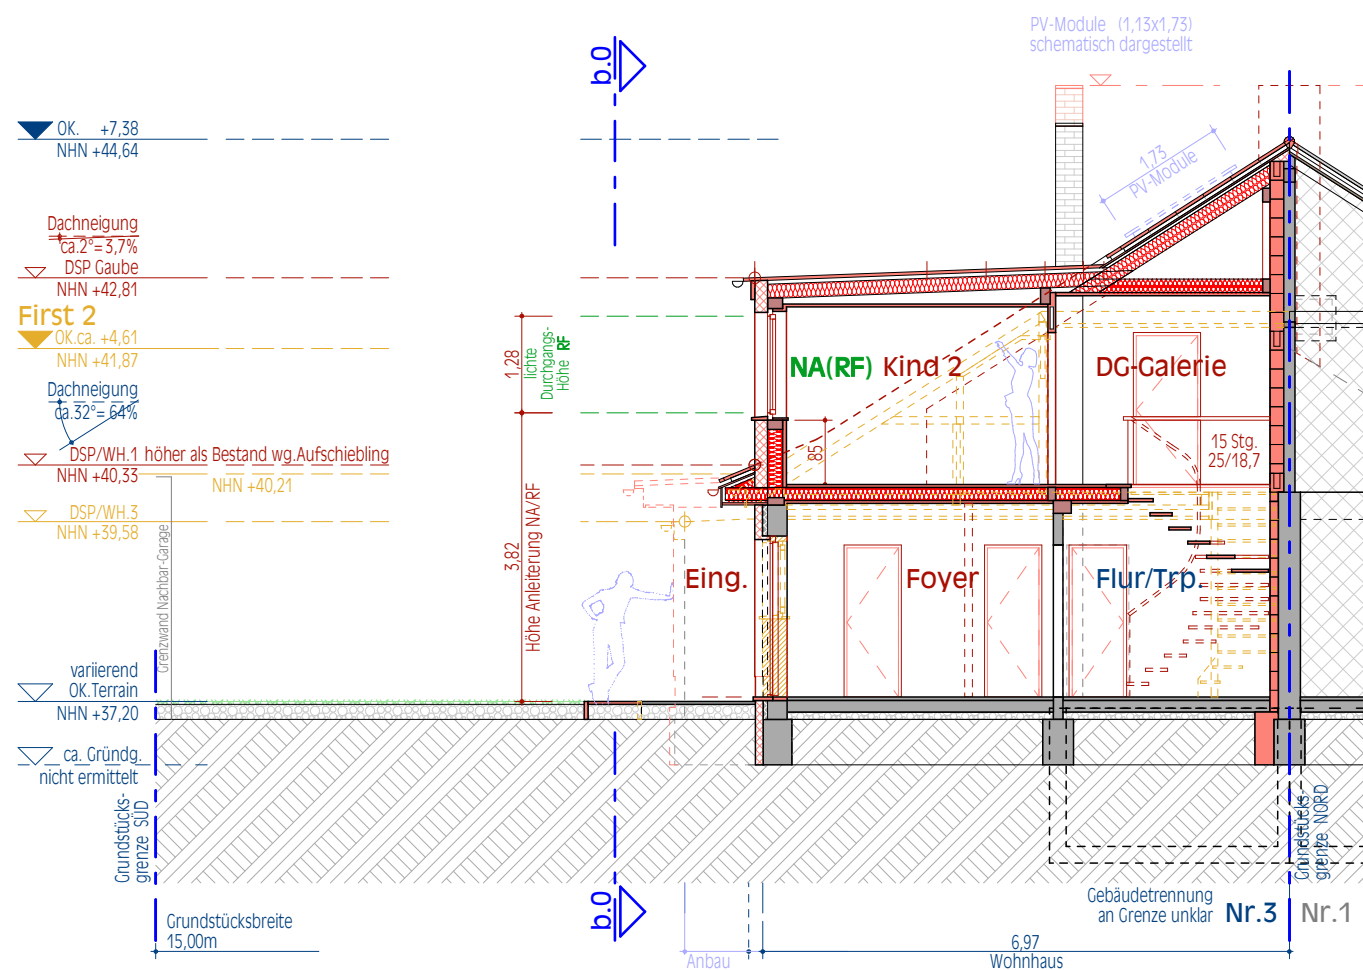 PV-Module (1,13x1,73)
schematisch dargestellt
b.0
OK. +7,38
NHN +44,64
1,73
PV-Module
Dachneigung
ca.2°= 3,7%
DSP Gaube
NHN +42,81
First 2
OK.ca. +4,61
NHN +41,87
Dachneigung
ca.32°= 64%
1,28
lichte
Durchgangs-
Höhe RF
NA(RF) Kind 2
DG-Galerie
85
15 Stg.
25/18,7
DSP/WH.1 höher als Bestand wg.Aufschiebling
NHN +40,33
NHN +40,21
DSP/WH.3
NHN +39,58
Grenzwand Nachbar-Garage
3,82
Höhe Anleiterung NA/RF
Eing.
Foyer
Flur/Trp.
variierend
OK.Terrain
NHN +37,20
ca. Gründg.
nicht ermittelt
Grundstücks-
grenze SÜD
Grundstücks-
grenze NORD
b.0
Gebäudetrennung
an Grenze unklar
Nr.3 Nr.1
Grundstücksbreite
15,00m
Anbau
6,97
Wohnhaus